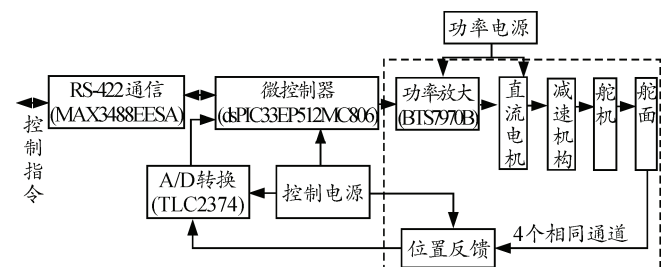 功率电源
RS-422通信
(MAX3488EESA)
微控制器
(dsPIC33EP512MC806)
功率放大
(BTS7970B)
直流电机
减速机构
舵机
舵面
控制指令
A/D转换
(TLC2374)
控制电源
位置反馈
4个相同通道